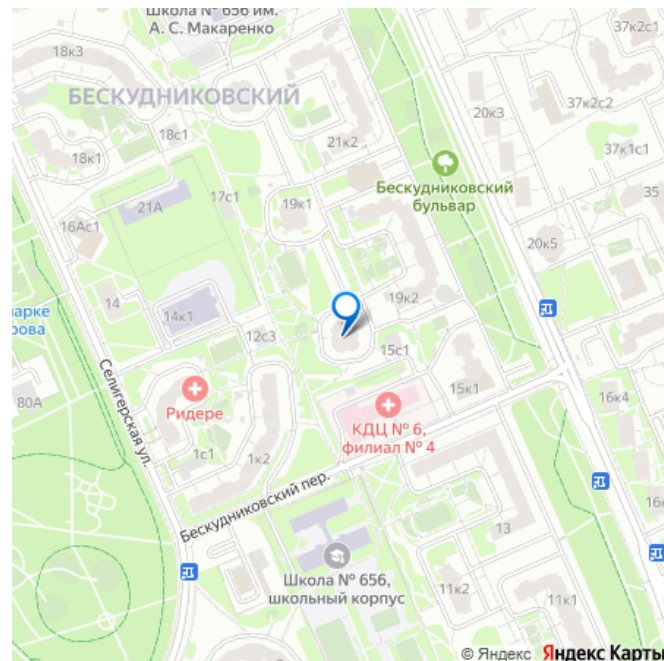 Школа № 656 им.
А. С. Макаренко
37к2с1
18к3
БЕСКУДНИКОВСКИЙ
20к3
37к2с2
18с1
21к2
37к1с1
18к1
Бескудниковский
бульвар
17с1
21А
19к1
35
16Ас1
20к5
14
19к2
14к1
12с3
15с1
80А
Селигерская ул.
Ридере
15к1
КДЦ № 6,
филиал № 4
16к4
1с1
1к2
Бескудниковский пер.
13
Школа № 656,
школьный корпус
11к2
11к1
© Яндекс Яндекс Карты